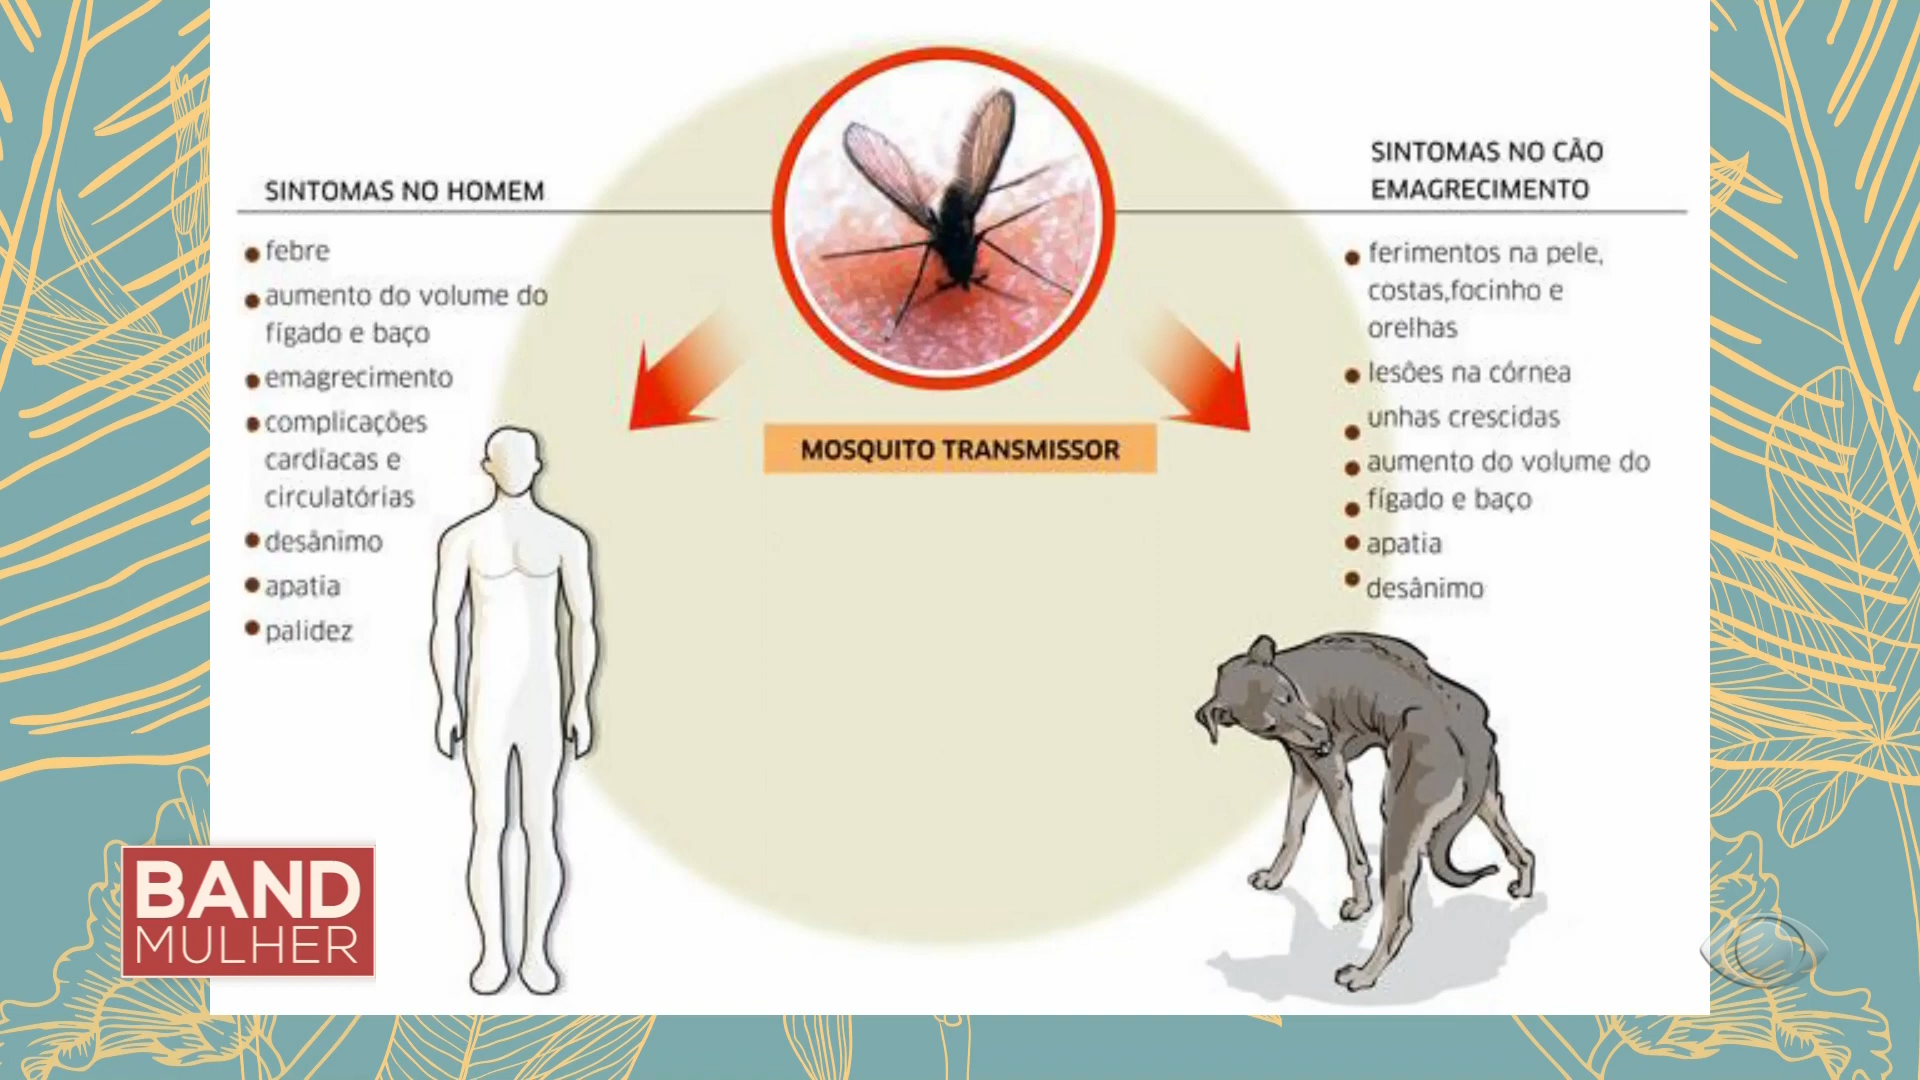 SINTOMAS NO HOMEM
febre
aumento do volume do
fígado e baço
emagrecimento
complicações
cardíacas e
circulatórias
desânimo
apatia
palidez
MOSQUITO TRANSMISSOR
SINTOMAS NO CÃO
EMAGRECIMENTO
ferimentos na pele,
costas,focinho e
orelhas
lesões na córnea
unhas crescidas
aumento do volume do
fígado e baço
apatia
desânimo
BAND
MULHER